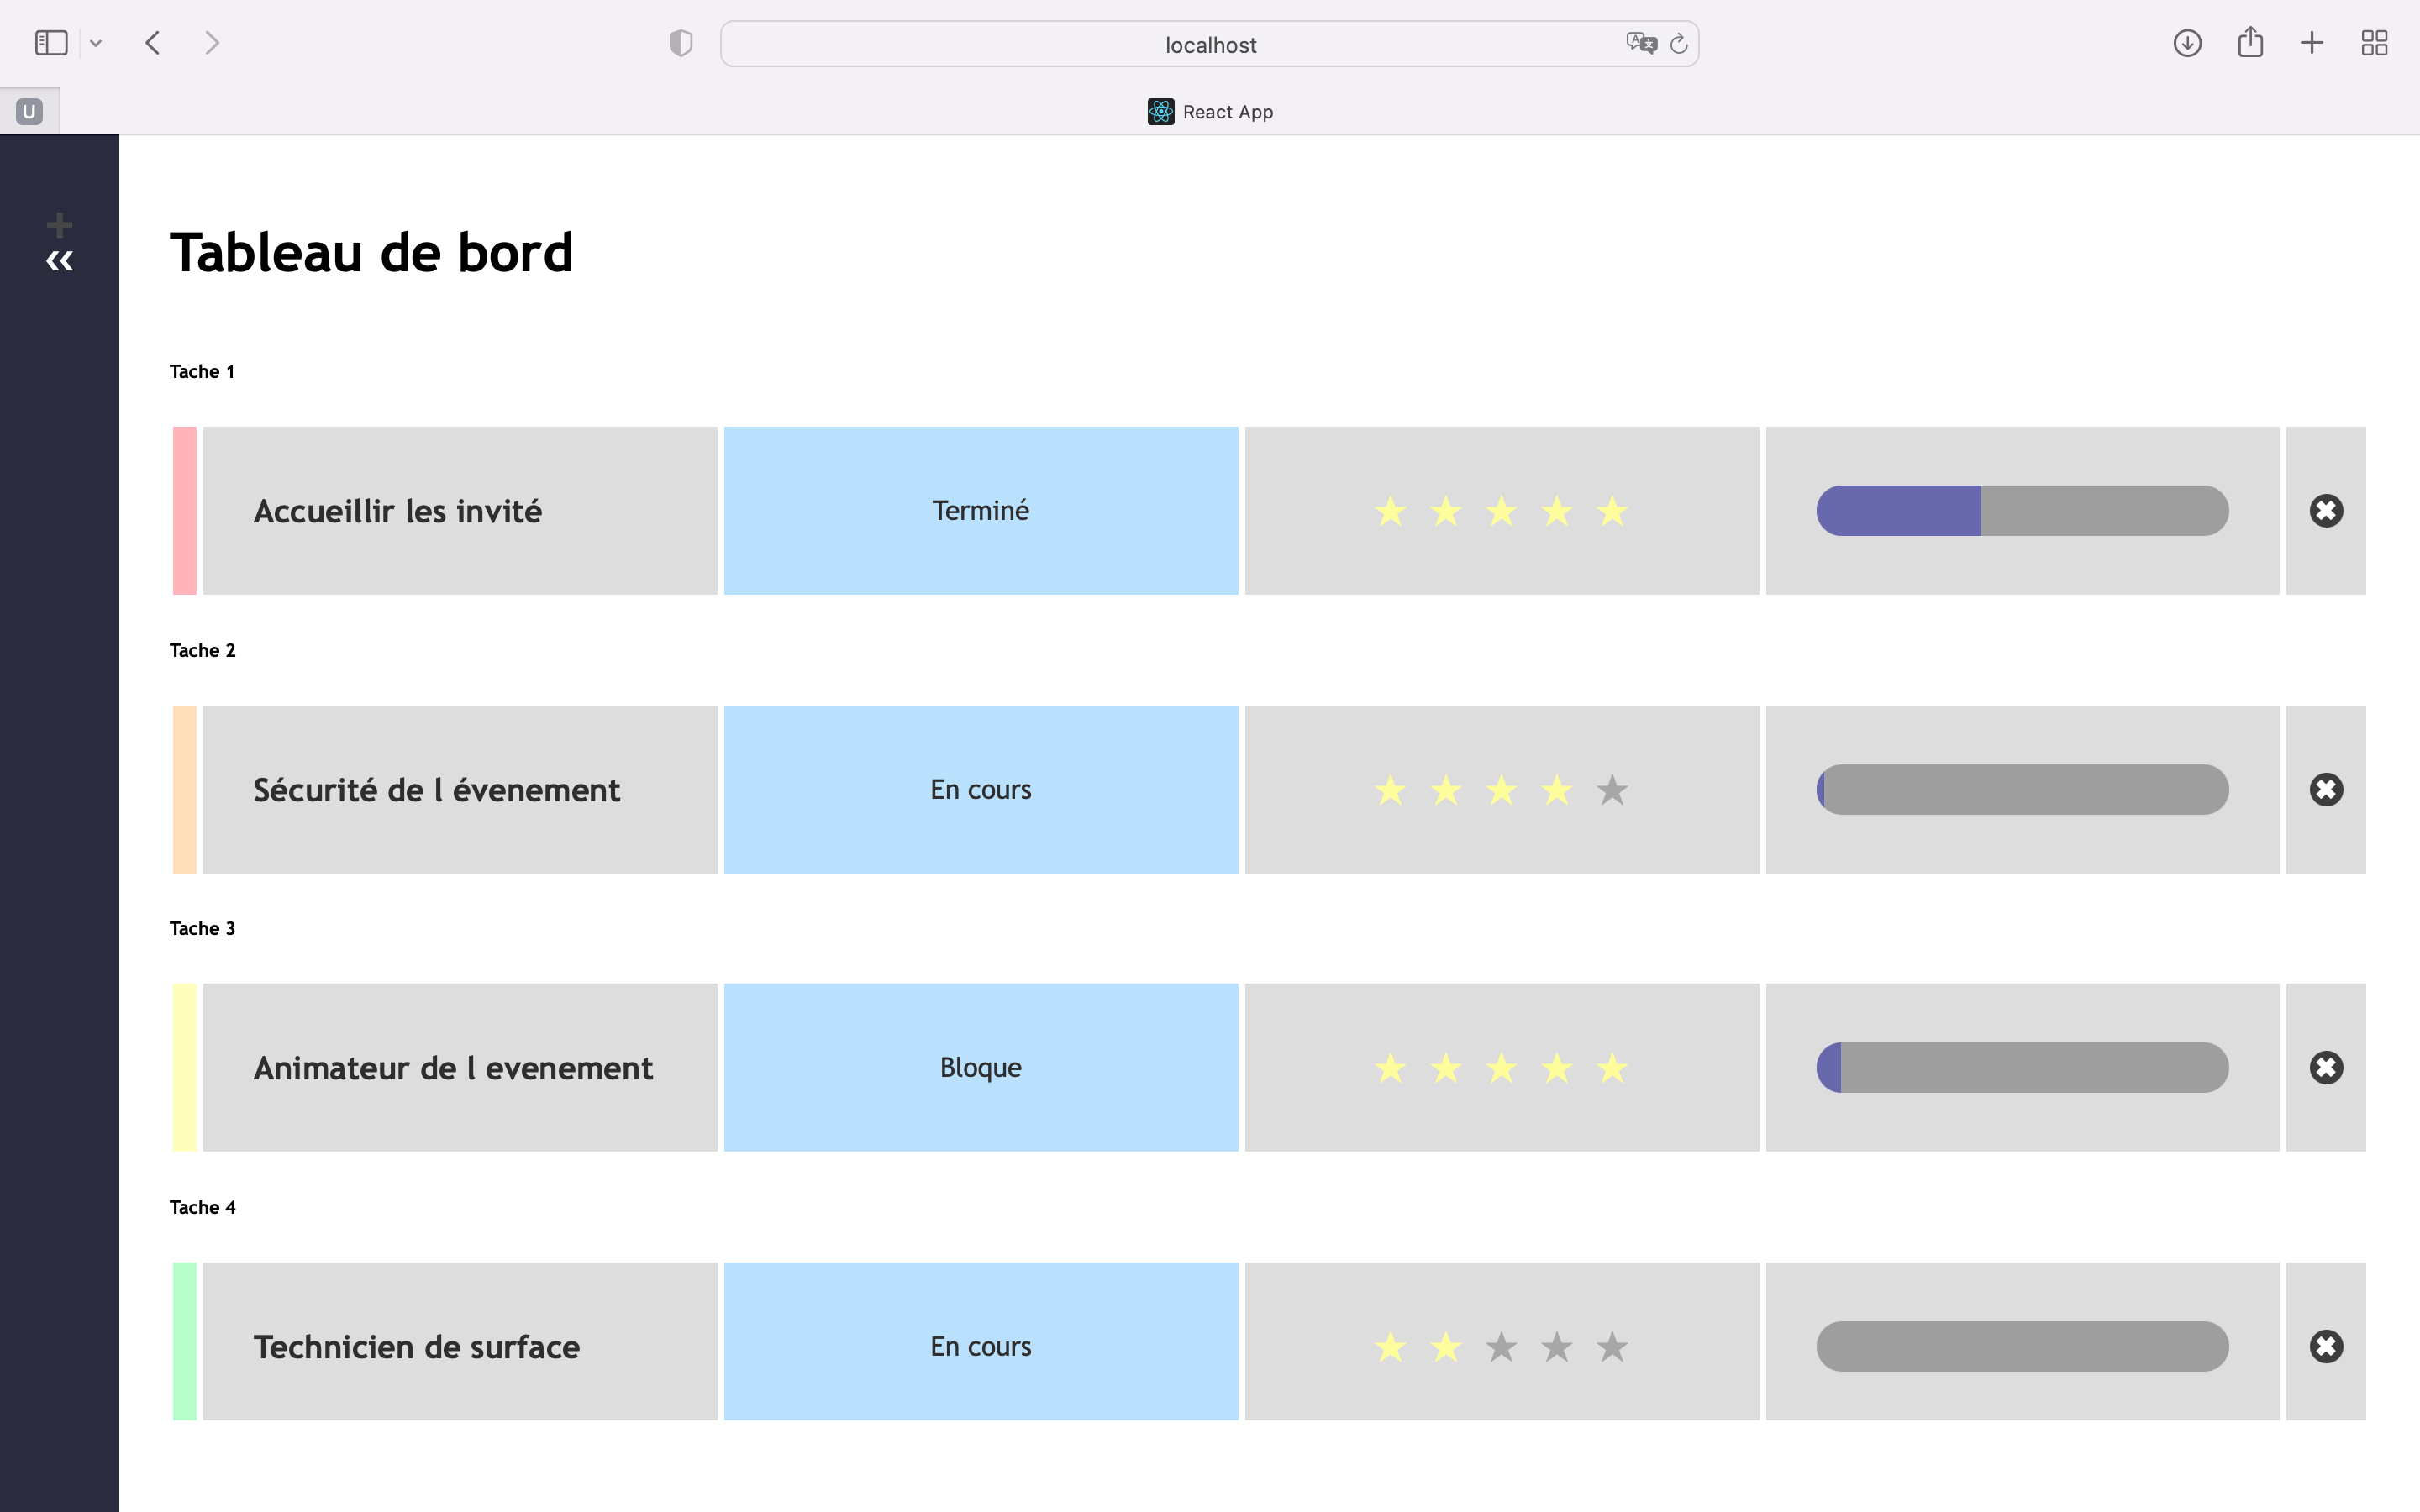 localhost
U
React App
Tableau de bord
Tache 1
Accueillir les invité
Terminé
Tache 2
Sécurité de l évenement
En cours
Tache 3
Animateur de l evenement
Bloque
Tache 4
Technicien de surface
En cours